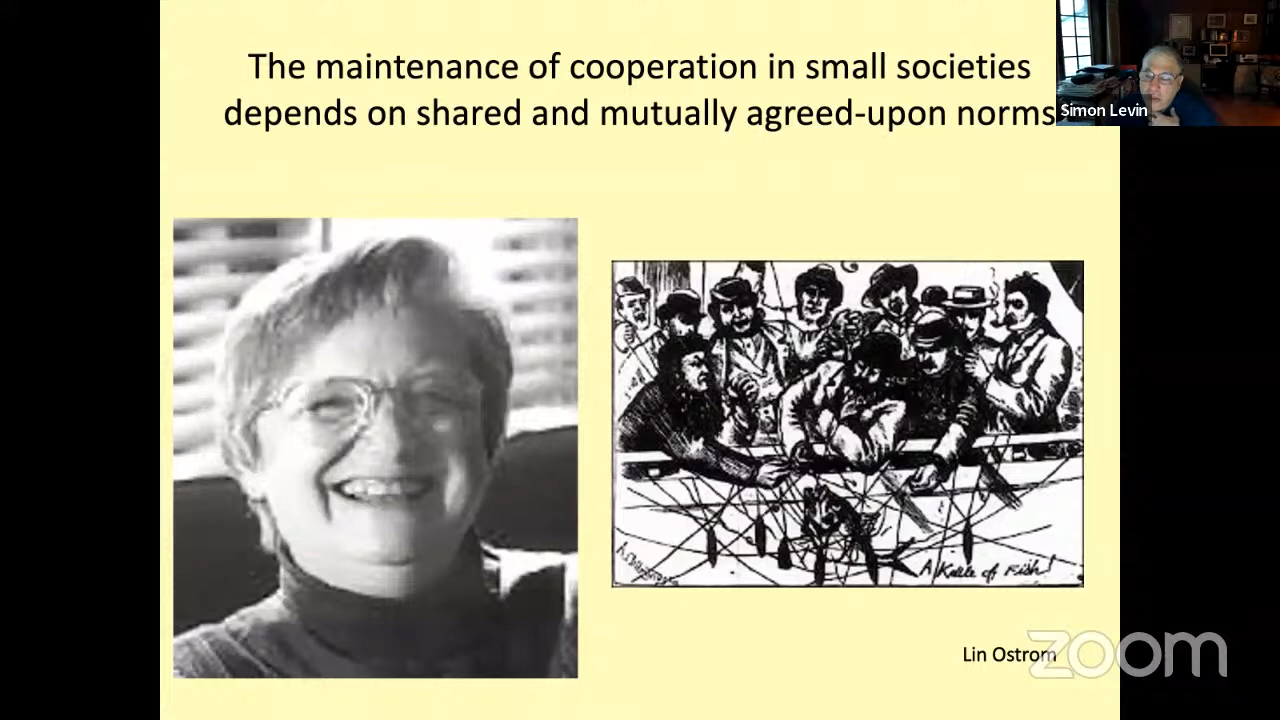 The maintenance of cooperation in small societies
depends on shared and mutually agreed-upon norms
Simon Levin
A Kettle of Fish!
Lin Ostrom
zoom